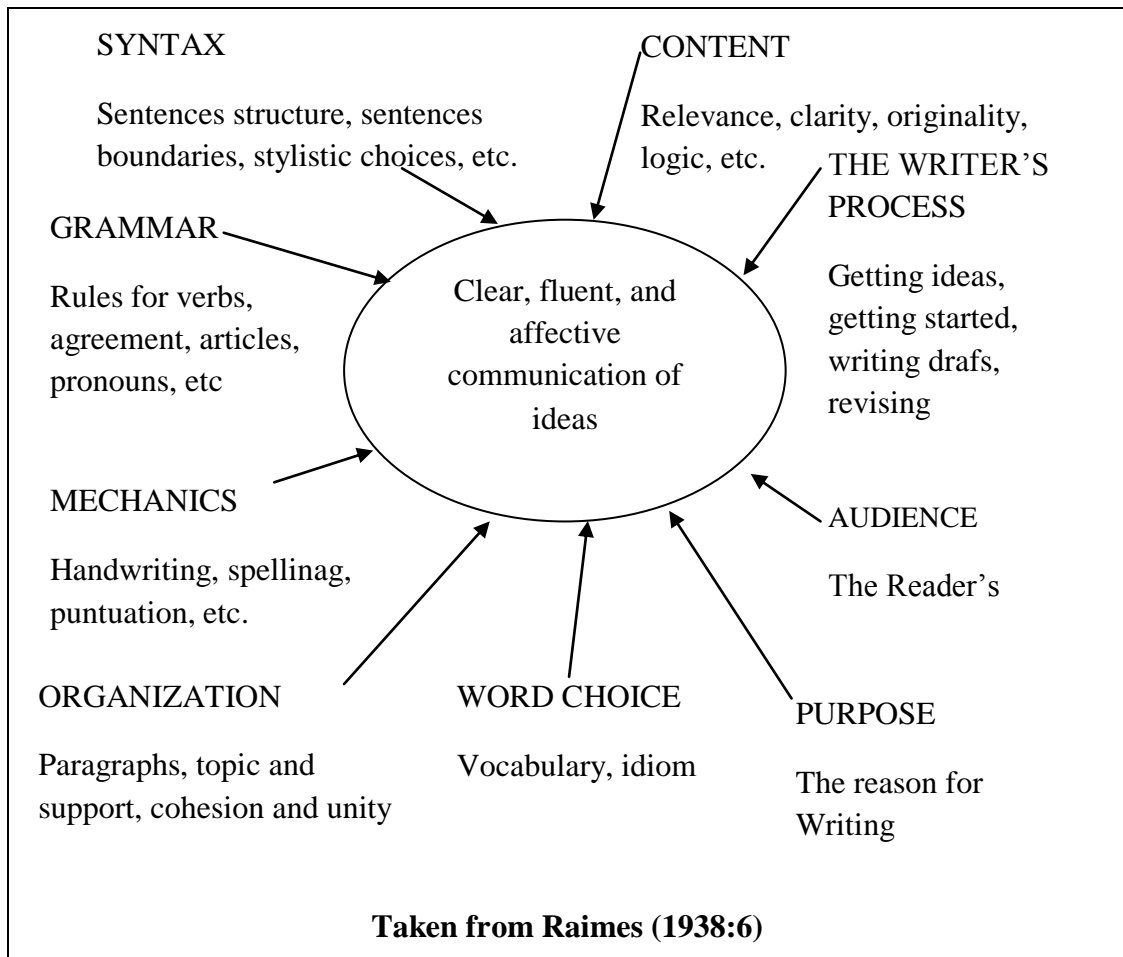 SYNTAX
Sentences structure, sentences
boundaries, stylistic choices, etc.
CONTENT
Relevance, clarity, originality,
logic, etc.
THE WRITER’S
PROCESS
Getting ideas,
getting started,
writing drafs,
revising
GRAMMAR
Rules for verbs,
agreement, articles,
pronouns, etc
Clear, fluent, and
affective
communication of
ideas
MECHANICS
Handwriting, spellinag,
puntuation, etc.
AUDIENCE
The Reader’s
ORGANIZATION
Paragraphs, topic and
support, cohesion and unity
WORD CHOICE
Vocabulary, idiom
PURPOSE
The reason for
Writing
Taken from Raimes (1938:6)